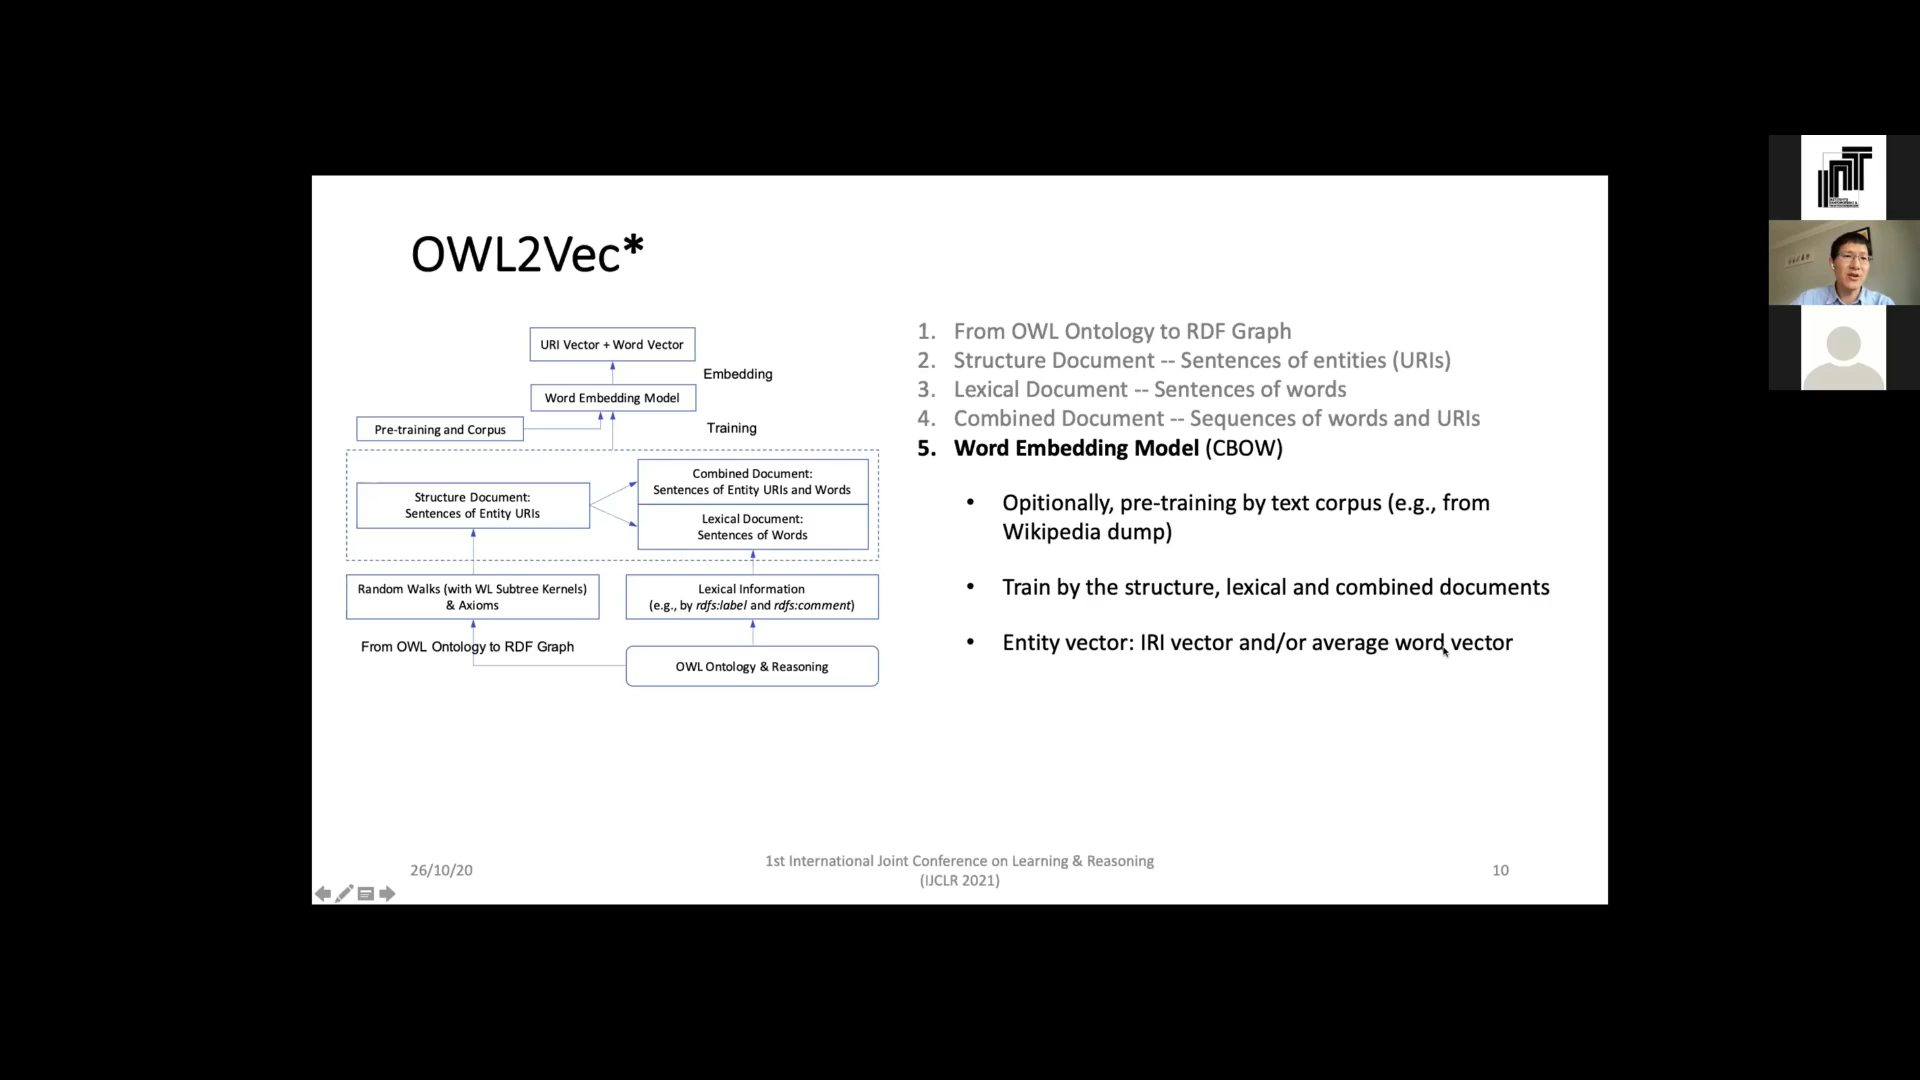 OWL2Vec*
URI Vector + Word Vector
Embedding
Word Embedding Model
Pre-training and Corpus
Training
Combined Document:
Sentences of Entity URIs and Words
Structure Document:
Sentences of Entity URIs
Lexical Document:
Sentences of Words
Random Walks (with WL Subtree Kernels)
& Axioms
Lexical Information
(e.g., by rdfs:label and rdfs:comment)
From OWL Ontology to RDF Graph
OWL Ontology & Reasoning
1. From OWL Ontology to RDF Graph
2. Structure Document -- Sentences of entities (URIs)
3. Lexical Document -- Sentences of words
4. Combined Document -- Sequences of words and URIs
5. Word Embedding Model (CBOW)
• Opitionally, pre-training by text corpus (e.g., from
Wikipedia dump)
• Train by the structure, lexical and combined documents
• Entity vector: IRI vector and/or average word vector
26/10/20
1st International Joint Conference on Learning & Reasoning
(IJCLR 2021)
10